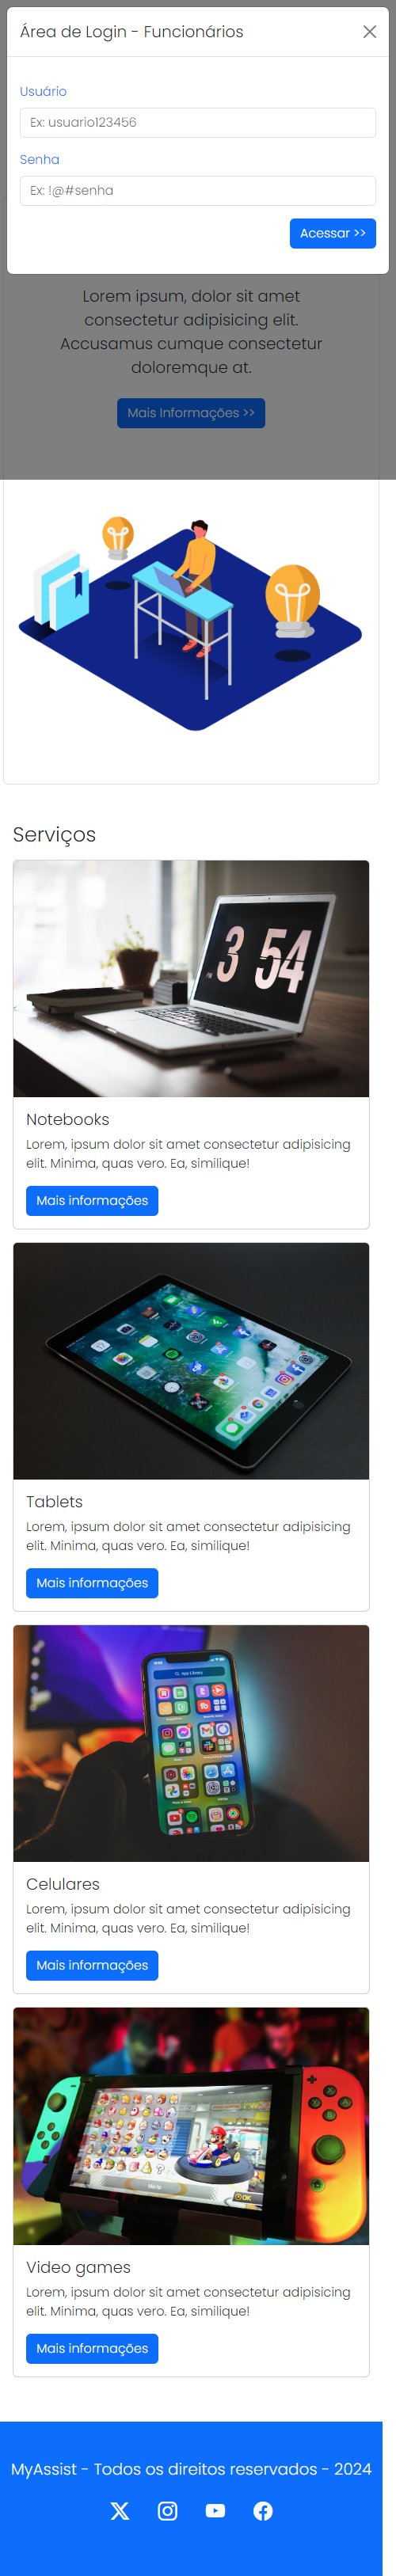 Área de Login - Funcionários
Usuário
Ex: usuario123456
Senha
Ex: !@#senha
Acessar >>
Lorem ipsum, dolor sit amet
consectetur adipisicing elit.
Accusamus cumque consectetur
doloremque at.
Mais Informações >>
Serviços
3 54
Notebooks
Lorem, ipsum dolor sit amet consectetur adipisicing
elit. Minima, quas vero. Ea, similique!
Mais informações
Tablets
Lorem, ipsum dolor sit amet consectetur adipisicing
elit. Minima, quas vero. Ea, similique!
Mais informações
App Library
Celulares
Lorem, ipsum dolor sit amet consectetur adipisicing
elit. Minima, quas vero. Ea, similique!
Mais informações
OK
Video games
Lorem, ipsum dolor sit amet consectetur adipisicing
elit. Minima, quas vero. Ea, similique!
Mais informações
MyAssist - Todos os direitos reservados - 2024